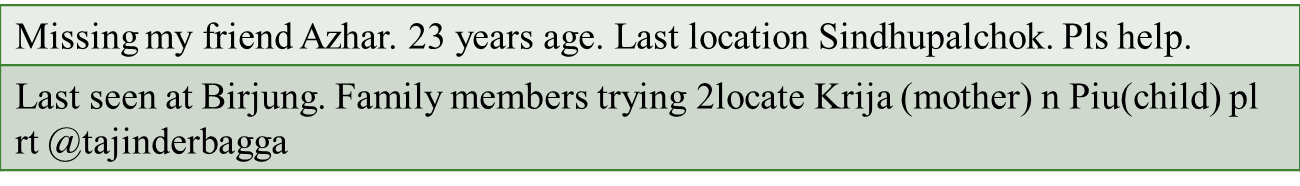 Missing my friend Azhar. 23 years age. Last location Sindhupalchok. Pls help.
Last seen at Birjung. Family members trying 2locate Krija (mother) n Piu(child) pl
rt @tajinderbagga